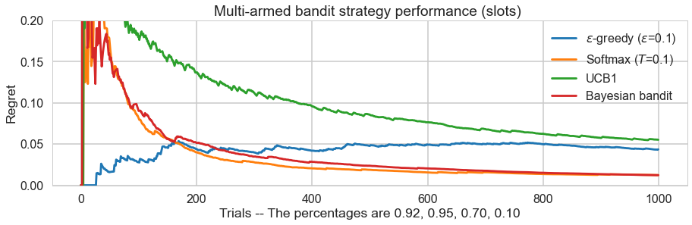 Multi-armed bandit strategy performance (slots)
0.20
0.15
0.10
0.05
0.00
Regret
ε-greedy (ε=0.1)
Softmax (T=0.1)
UCB1
Bayesian bandit
0
200
400
600
800
1000
Trials -- The percentages are 0.92, 0.95, 0.70, 0.10